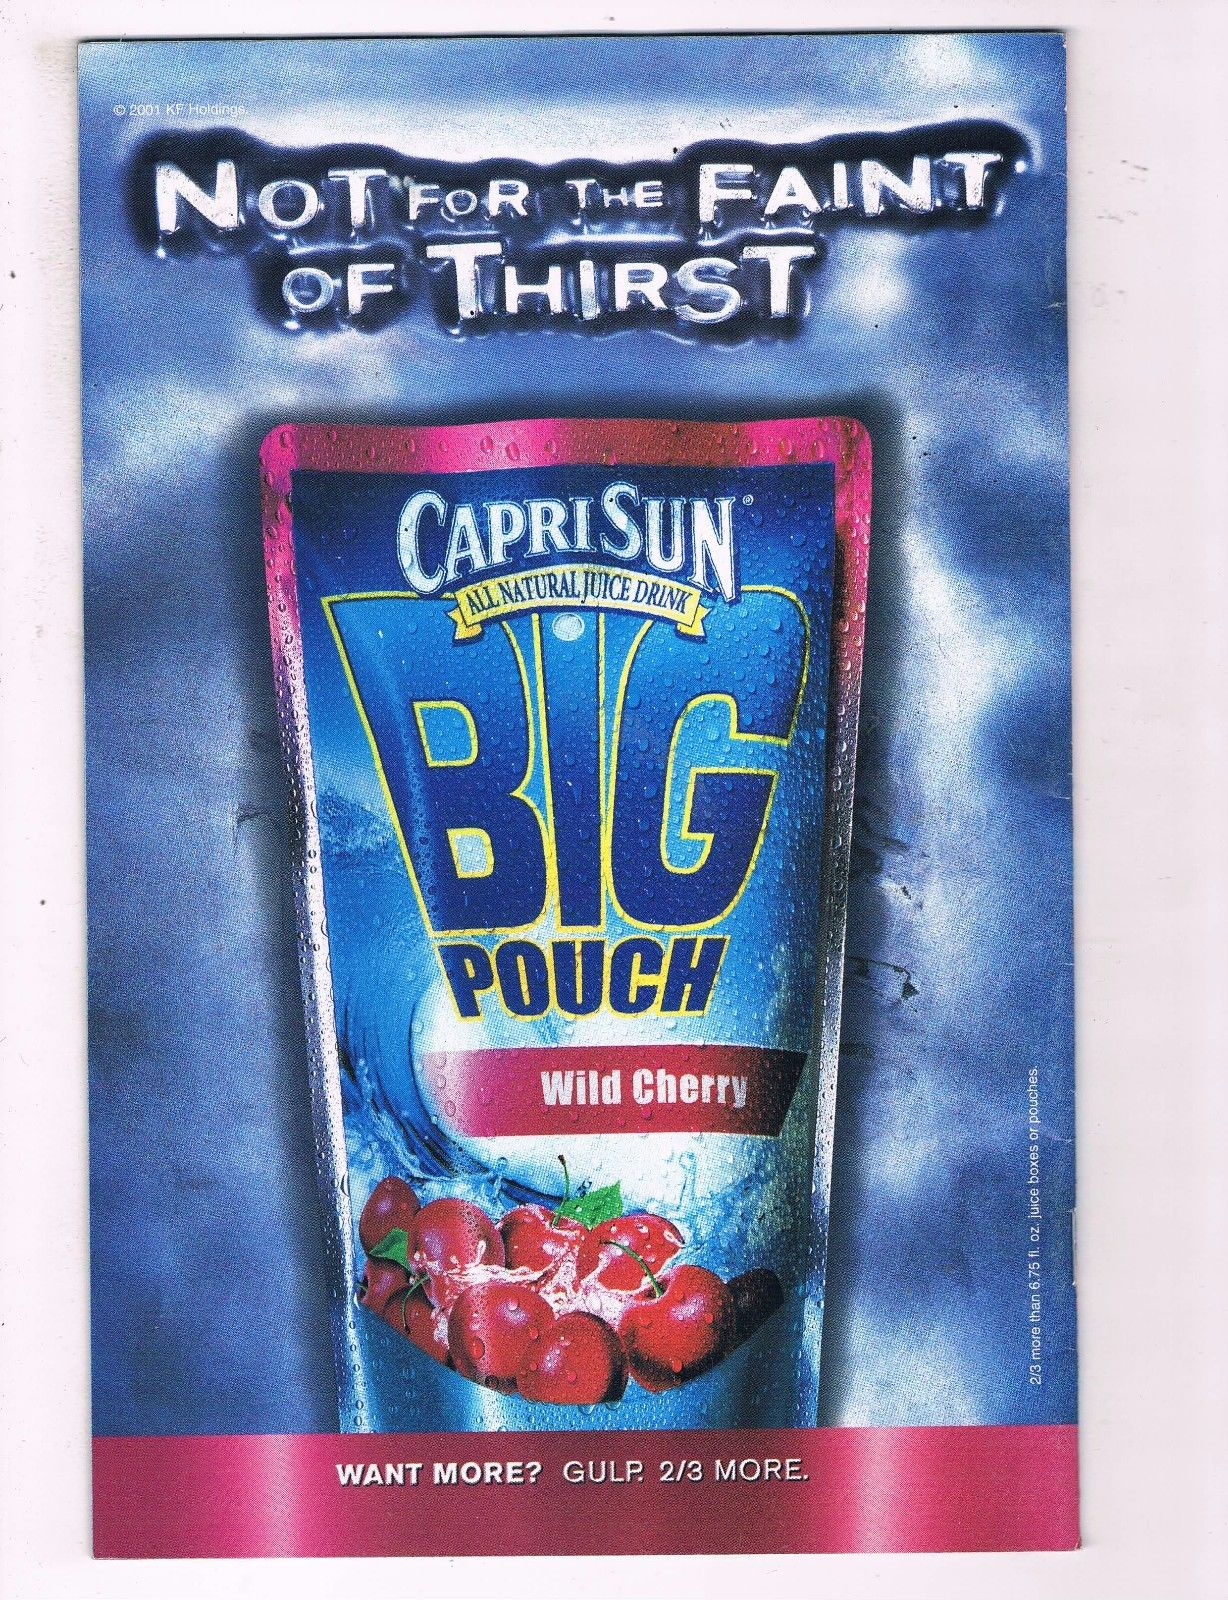 © 2001 KF Holdings
NOT FOR THE FAINT
OF THIRST
CAPRI SUN®
ALL NATURAL JUICE DRINK
BIG
POUCH
Wild Cherry
2/3 more than 6.75 fl. oz. juice boxes or pouches.
WANT MORE? GULP. 2/3 MORE.